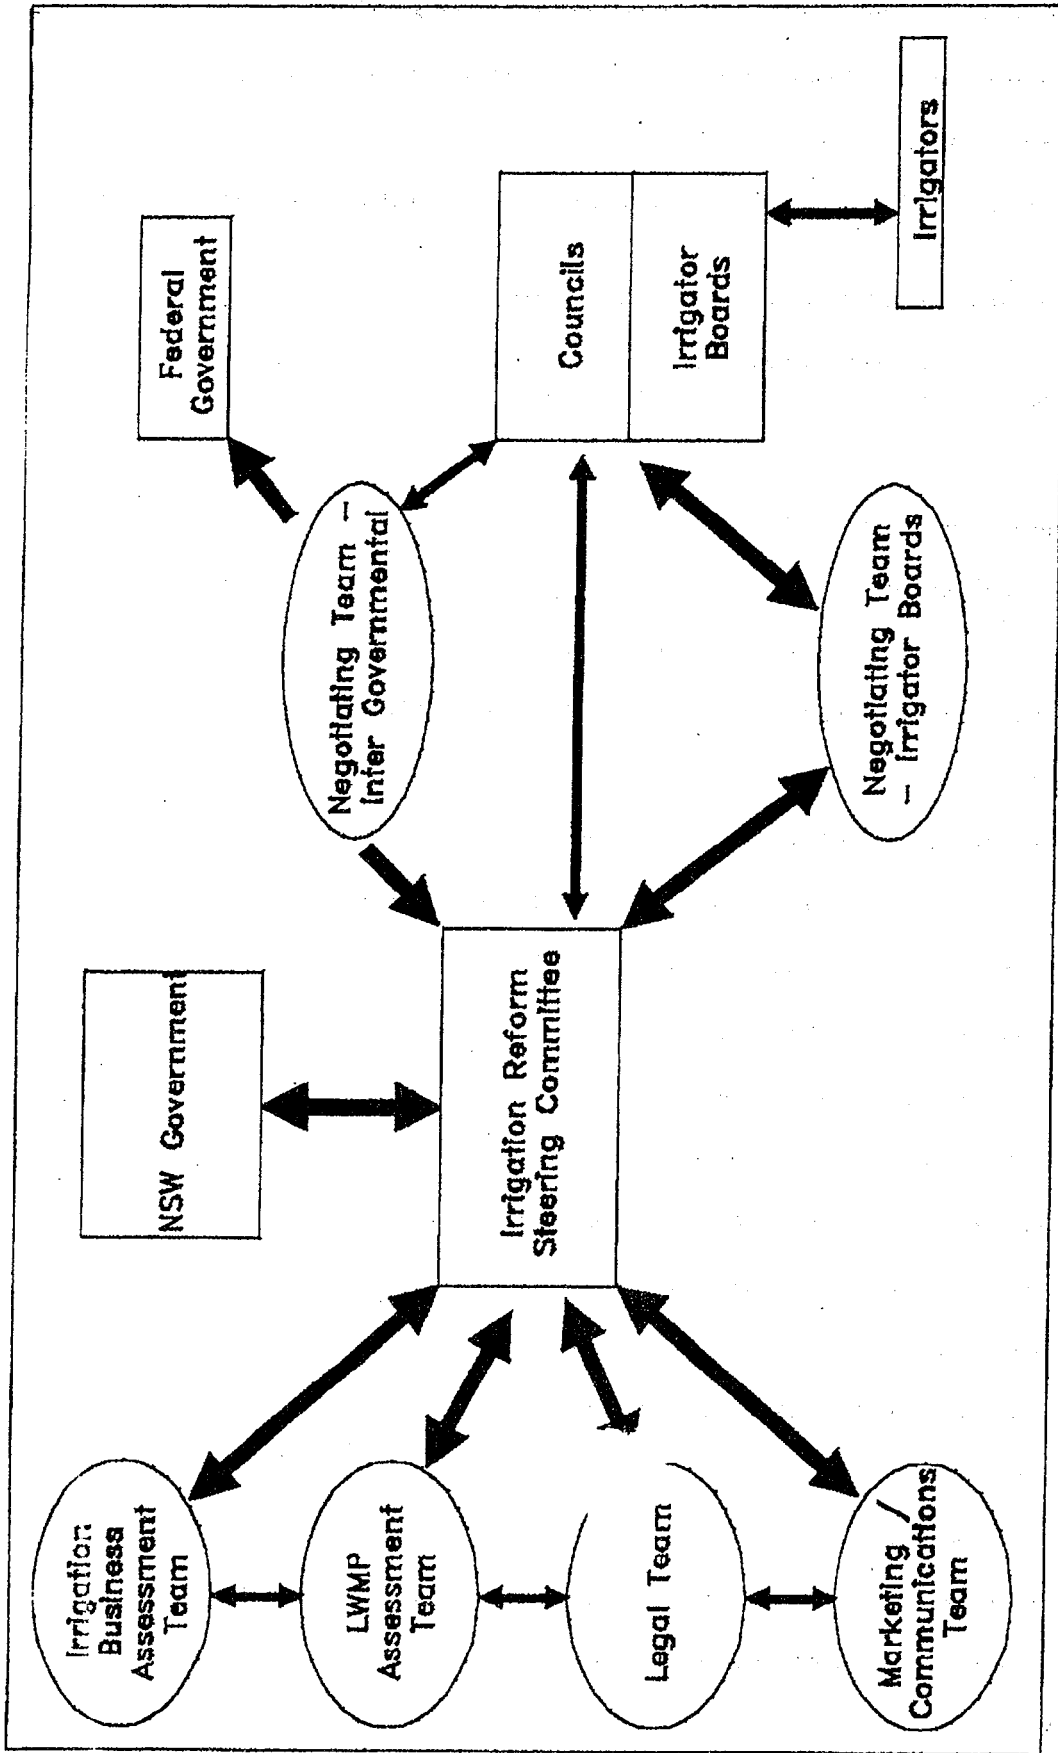 Irrigation
Business
Assessment
Team
LWMP
Assessment
Team
Legal Team
Marketing /
Communications
Team
NSW Government
Irrigation Reform
Steering Committee
Negotiating Team —
Inter Governmental
Negotiating Team
— Irrigator Boards
Federal
Government
Councils
Irrigator
Boards
Irrigators